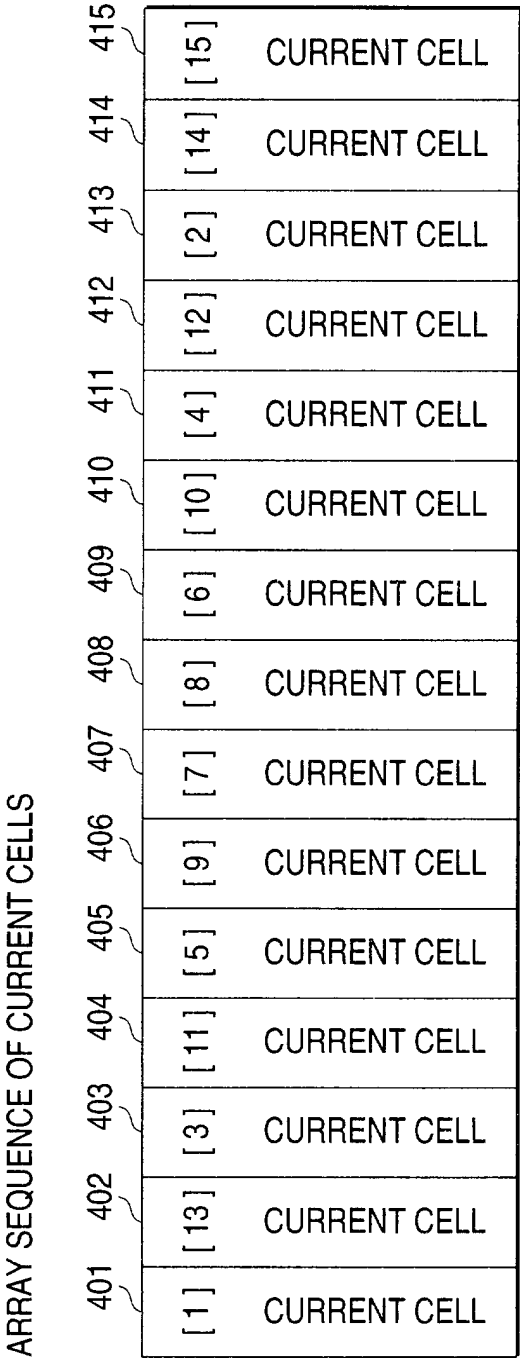 ARRAY SEQUENCE OF CURRENT CELLS
401 402 403 404 405 406 407 408 409 410 411 412 413 414 415
[1] [13] [3] [11] [5] [9] [7] [8] [6] [10] [4] [12] [2] [14] [15]
CURRENT CELL CURRENT CELL CURRENT CELL CURRENT CELL CURRENT CELL CURRENT CELL CURRENT CELL CURRENT CELL CURRENT CELL CURRENT CELL CURRENT CELL CURRENT CELL CURRENT CELL CURRENT CELL CURRENT CELL